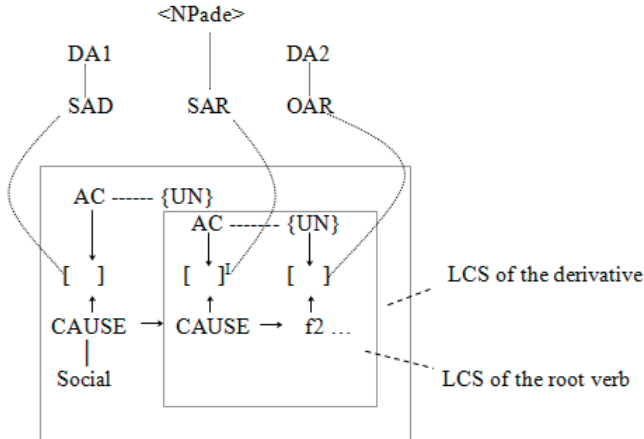 <NPade>
DA1 DA2
SAD SAR OAR
AC ------ {UN}
AC ------- {UN}
[ ] [ ]I [ ]
LCS of the derivative
CAUSE → CAUSE → f2 ...
Social
LCS of the root verb